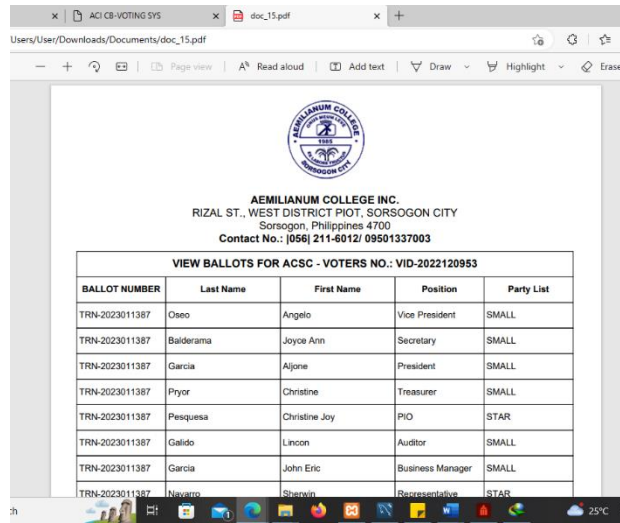 ACI CB-VOTING SYS
doc_15.pdf
Users/User/Downloads/Documents/doc_15.pdf
Page view
Read aloud
Add text
Draw
Highlight
Erase
AEMILIANUM COLLEGE
1985
SORSOGON CITY
AEMILIANUM COLLEGE INC.
RIZAL ST., WEST DISTRICT PIOT, SORSOGON CITY
Sorsogon, Philippines 4700
Contact No.: |056| 211-6012/ 09501337003
VIEW BALLOTS FOR ACSC - VOTERS NO.: VID-2022120953
BALLOT NUMBER Last Name First Name Position Party List
TRN-2023011387 Oseo Angelo Vice President SMALL
TRN-2023011387 Balderama Joyce Ann Secretary SMALL
TRN-2023011387 Garcia Aljone President SMALL
TRN-2023011387 Pryor Christine Treasurer SMALL
TRN-2023011387 Pesquesa Christine Joy PIO STAR
TRN-2023011387 Galido Lincon Auditor SMALL
TRN-2023011387 Garcia John Eric Business Manager SMALL
TRN-2023011387 Navarro Sherwin Representative STAR
25°C